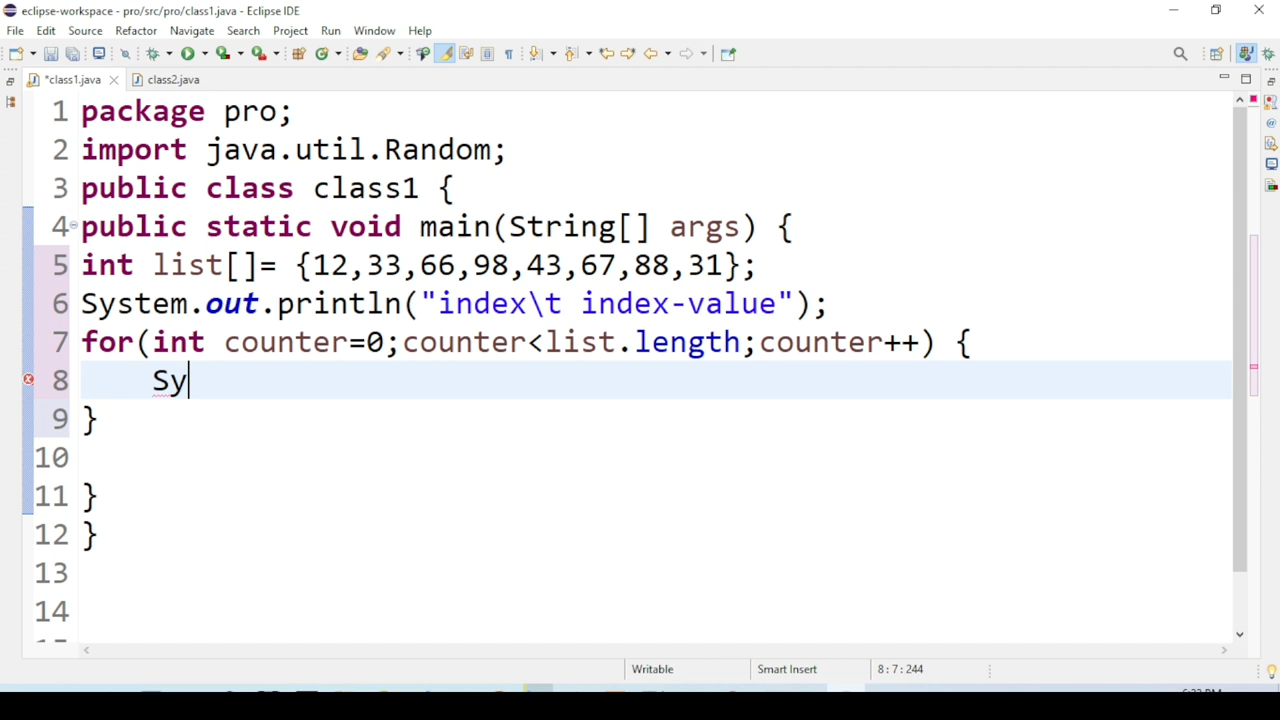 eclipse-workspace - pro/src/pro/class1.java - Eclipse IDE
File Edit Source Refactor Navigate Search Project Run Window Help
*class1.java class2.java
1 package pro;
2 import java.util.Random;
3 public class class1 {
4 public static void main(String[] args) {
5 int list[]= {12,33,66,98,43,67,88,31};
6 System.out.println("index\t index-value");
7 for(int counter=0;counter<list.length;counter++) {
8 Sy
9 }
10
11 }
12 }
13
14
Writable Smart Insert 8:7:244